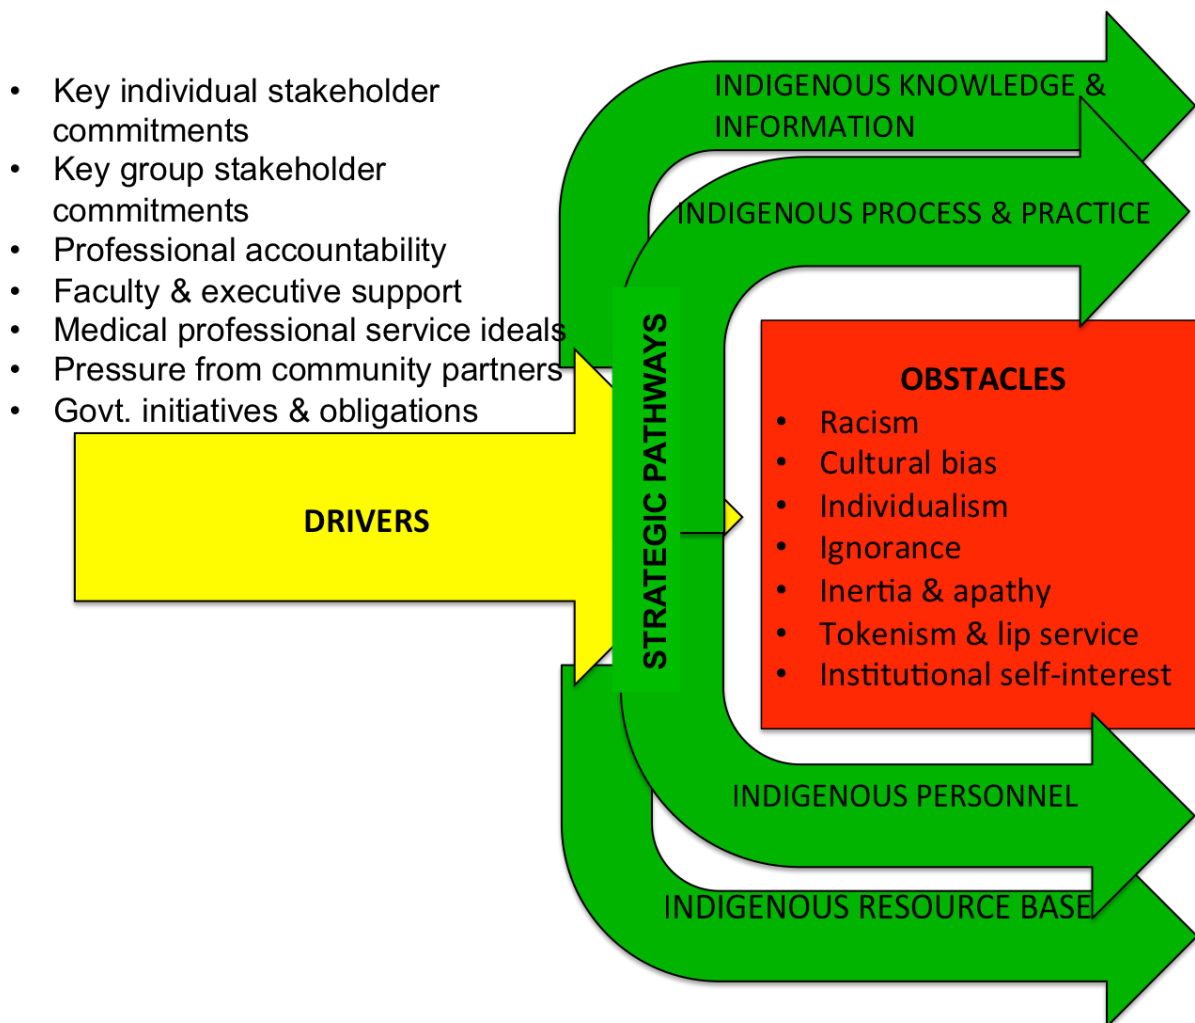 • Key individual stakeholder
commitments
• Key group stakeholder
commitments
• Professional accountability
• Faculty & executive support
• Medical professional service ideals
• Pressure from community partners
• Govt. initiatives & obligations
DRIVERS
STRATEGIC PATHWAYS
INDIGENOUS KNOWLEDGE &
INFORMATION
INDIGENOUS PROCESS & PRACTICE
OBSTACLES
• Racism
• Cultural bias
• Individualism
• Ignorance
• Inertia & apathy
• Tokenism & lip service
• Institutional self-interest
INDIGENOUS PERSONNEL
INDIGENOUS RESOURCE BASE